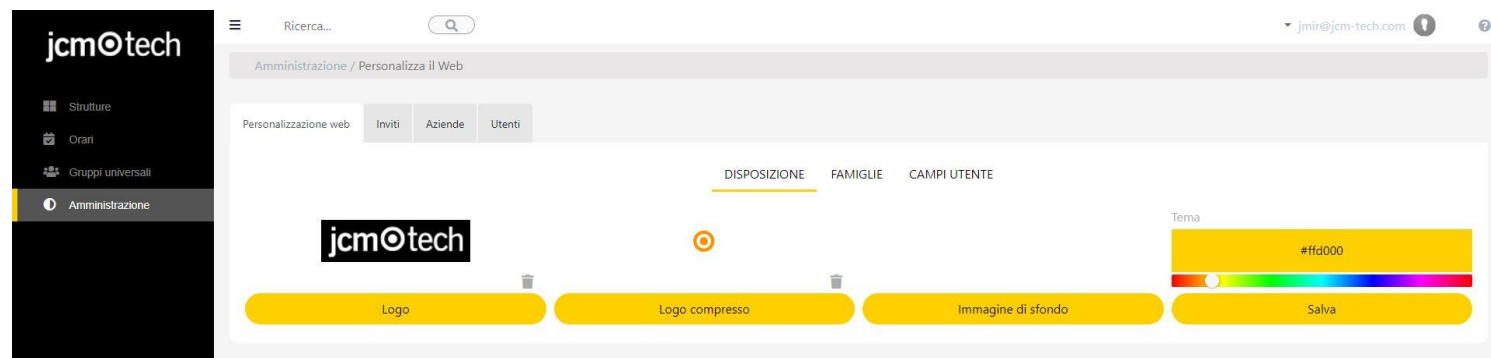 jcm tech
Ricerca...
jmir@jcm-tech.com
Amministrazione / Personalizza il Web
Strutture
Orari
Gruppi universali
Amministrazione
Personalizzazione web Inviti Aziende Utenti
DISPOSIZIONE FAMIGLIE CAMPI UTENTE
jcm tech
Tema
#ffd000
Logo Logo compresso Immagine di sfondo Salva